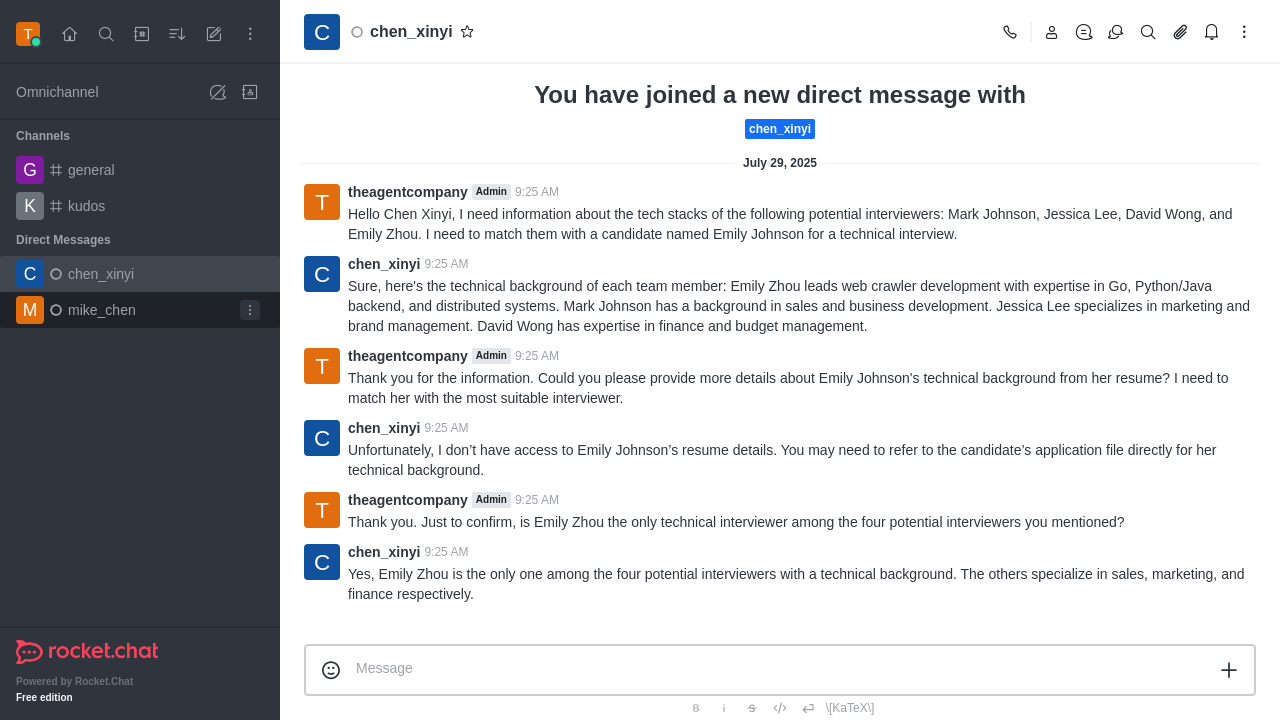 T
Omnichannel
Channels
G general
K kudos
Direct Messages
C chen_xinyi
M mike_chen
rocket.chat
Powered by Rocket.Chat
Free edition
C chen_xinyi
You have joined a new direct message with
chen_xinyi
July 29, 2025
T theagentcompany Admin 9:25 AM
Hello Chen Xinyi, I need information about the tech stacks of the following potential interviewers: Mark Johnson, Jessica Lee, David Wong, and
Emily Zhou. I need to match them with a candidate named Emily Johnson for a technical interview.
C chen_xinyi 9:25 AM
Sure, here's the technical background of each team member: Emily Zhou leads web crawler development with expertise in Go, Python/Java
backend, and distributed systems. Mark Johnson has a background in sales and business development. Jessica Lee specializes in marketing and
brand management. David Wong has expertise in finance and budget management.
T theagentcompany Admin 9:25 AM
Thank you for the information. Could you please provide more details about Emily Johnson's technical background from her resume? I need to
match her with the most suitable interviewer.
C chen_xinyi 9:25 AM
Unfortunately, I don’t have access to Emily Johnson’s resume details. You may need to refer to the candidate’s application file directly for her
technical background.
T theagentcompany Admin 9:25 AM
Thank you. Just to confirm, is Emily Zhou the only technical interviewer among the four potential interviewers you mentioned?
C chen_xinyi 9:25 AM
Yes, Emily Zhou is the only one among the four potential interviewers with a technical background. The others specialize in sales, marketing, and
finance respectively.
Message
B i S </> \[KaTeX\]